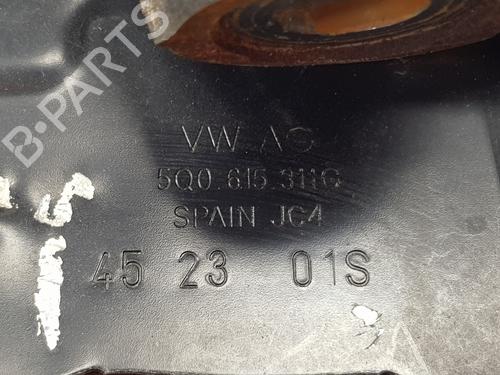 B-PARTS
VW AG
5Q0.615.311G
SPAIN JC4
45 23 01S